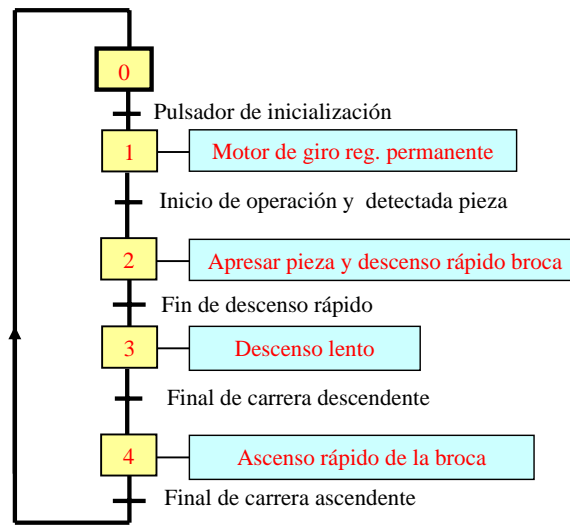 0
Pulsador de inicialización
1
Motor de giro reg. permanente
Inicio de operación y detectada pieza
2
Apresar pieza y descenso rápido broca
Fin de descenso rápido
3
Descenso lento
Final de carrera descendente
4
Ascenso rápido de la broca
Final de carrera ascendente